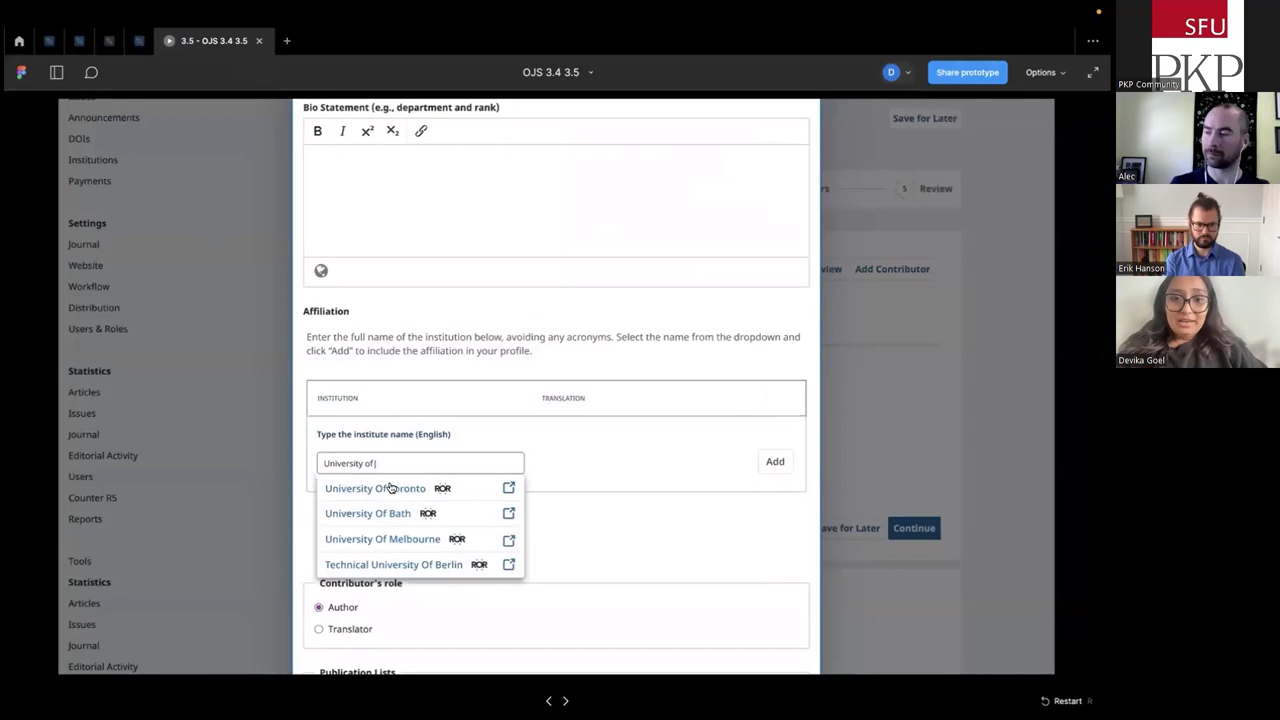 3.5 - OJS 3.4 3.5
OJS 3.4 3.5
D
Share prototype
Options
Announcements
DOIs
Institutions
Payments
Settings
Journal
Website
Workflow
Distribution
Users & Roles
Statistics
Articles
Issues
Journal
Editorial Activity
Users
Counter R5
Reports
Tools
Statistics
Articles
Issues
Journal
Editorial Activity
Bio Statement (e.g., department and rank)
B I x² x₂
Affiliation
Enter the full name of the institution below, avoiding any acronyms. Select the name from the dropdown and
click “Add” to include the affiliation in your profile.
INSTITUTION TRANSLATION
Type the institute name (English)
University of
Add
University Of Toronto ROR
University Of Bath ROR
University Of Melbourne ROR
Technical University Of Berlin ROR
Contributor's role
Author
Translator
Publication Lists
Save for Later
5 Review
Add Contributor
Save for Later
Continue
Restart R
SFU
PKP
PKP Community
Alec
Erik Hanson
Devika Goel